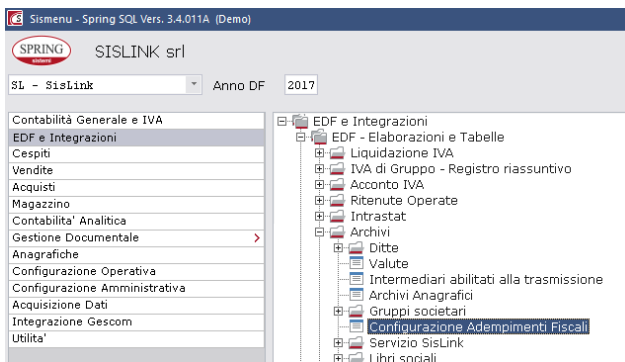 Sismenu - Spring SQL Vers. 3.4.011A (Demo)
SPRING
sistemi
SISLINK srl
SL - SisLink
Anno DF
2017
Contabilità Generale e IVA
EDF e Integrazioni
Cespiti
Vendite
Acquisti
Magazzino
Contabilita' Analitica
Gestione Documentale
Anagrafiche
Configurazione Operativa
Configurazione Amministrativa
Acquisizione Dati
Integrazione Gescom
Utilita'
EDF e Integrazioni
EDF - Elaborazioni e Tabelle
Liquidazione IVA
IVA di Gruppo - Registro riassuntivo
Acconto IVA
Ritenute Operate
Intrastat
Archivi
Ditte
Valute
Intermediari abilitati alla trasmissione
Archivi Anagrafici
Gruppi societari
Configurazione Adempimenti Fiscali
Servizio SisLink
Libri sociali